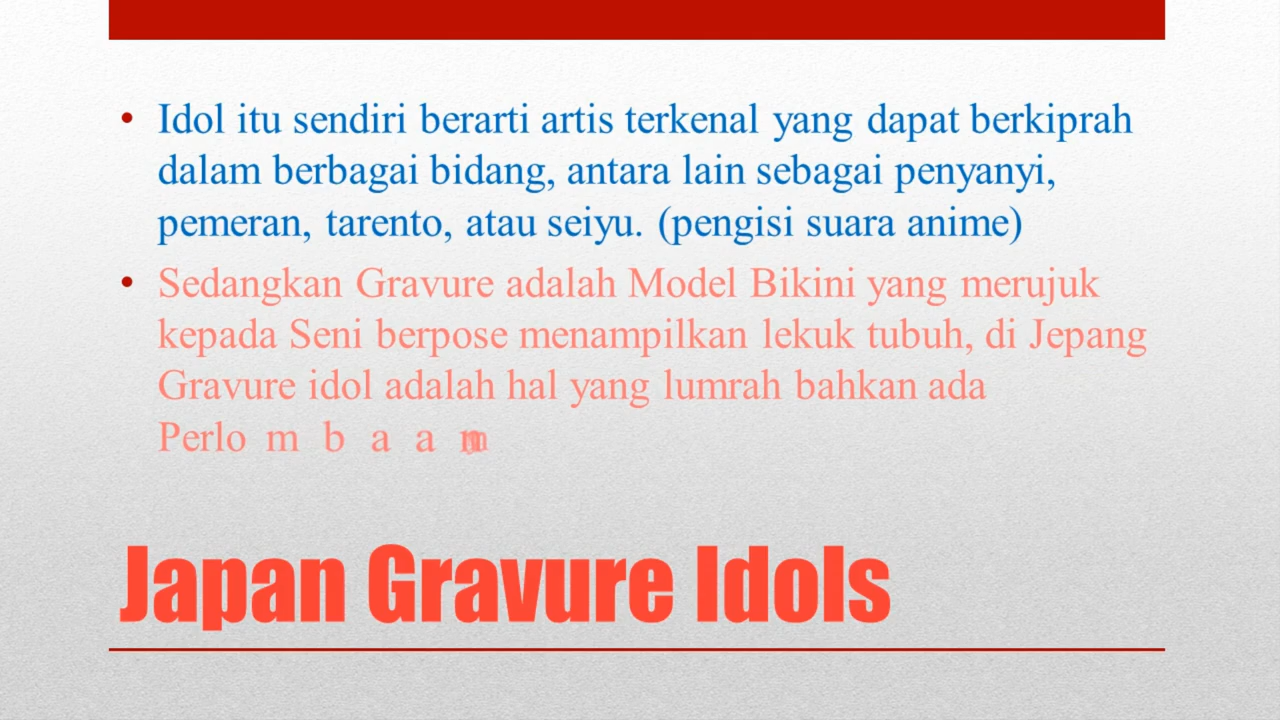 • Idol itu sendiri berarti artis terkenal yang dapat berkiprah
dalam berbagai bidang, antara lain sebagai penyanyi,
pemeran, tarento, atau seiyu. (pengisi suara anime)
• Sedangkan Gravure adalah Model Bikini yang merujuk
kepada Seni berpose menampilkan lekuk tubuh, di Jepang
Gravure idol adalah hal yang lumrah bahkan ada
Perlo m b a a
Japan Gravure Idols